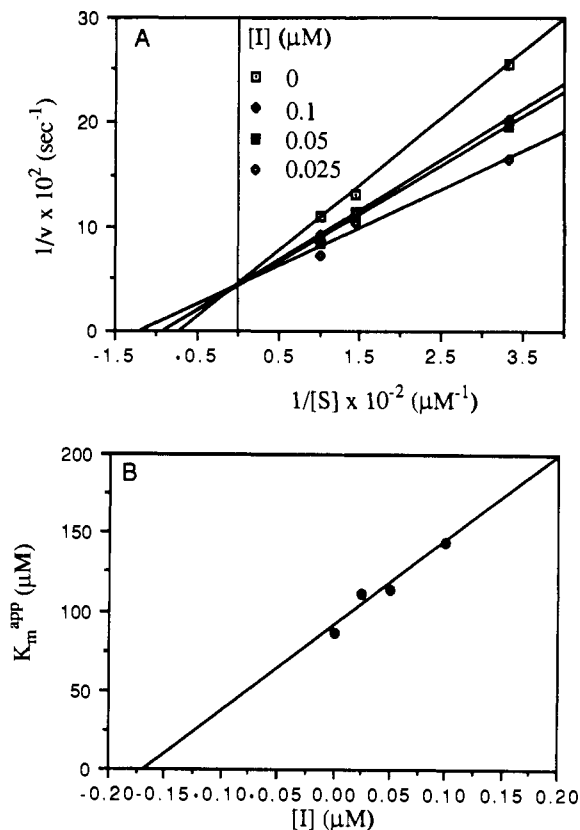 A
[I] (µM)
0
0.1
0.05
0.025
30
20
10
0
1/v x 10⁻² (sec⁻¹)
-1.5 -0.5 0.5 1.5 2.5 3.5
1/[S] x 10⁻² (µM⁻¹)
B
200
150
100
50
0
Kₘᵃᵖᵖ (µM)
-0.20 -0.15 -0.10 -0.05 0.00 0.05 0.10 0.15 0.20
[I] (µM)